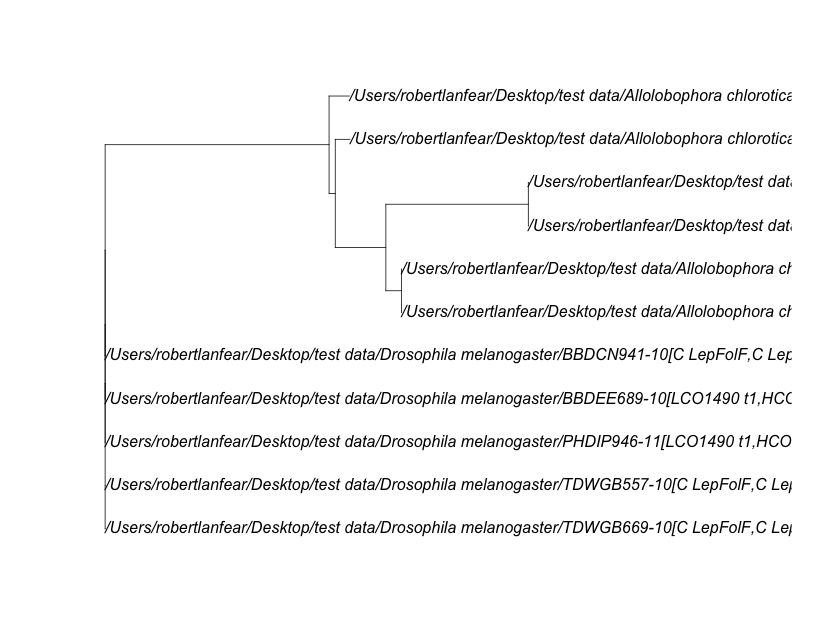 /Users/robertlanfear/Desktop/test data/Allolobophora chlorotica
/Users/robertlanfear/Desktop/test data/Allolobophora chlorotica
/Users/robertlanfear/Desktop/test
/Users/robertlanfear/Desktop/test
/Users/robertlanfear/Desktop/test data/Allolobophora ch
/Users/robertlanfear/Desktop/test data/Allolobophora ch
/Users/robertlanfear/Desktop/test data/Drosophila melanogaster/BBDCN941-10[C LepFolF,C Lep
/Users/robertlanfear/Desktop/test data/Drosophila melanogaster/BBDEE689-10[LCO1490 t1,HCO
/Users/robertlanfear/Desktop/test data/Drosophila melanogaster/PHDIP946-11[LCO1490 t1,HCO
/Users/robertlanfear/Desktop/test data/Drosophila melanogaster/TDWGB557-10[C LepFolF,C Lep
/Users/robertlanfear/Desktop/test data/Drosophila melanogaster/TDWGB669-10[C LepFolF,C Lep